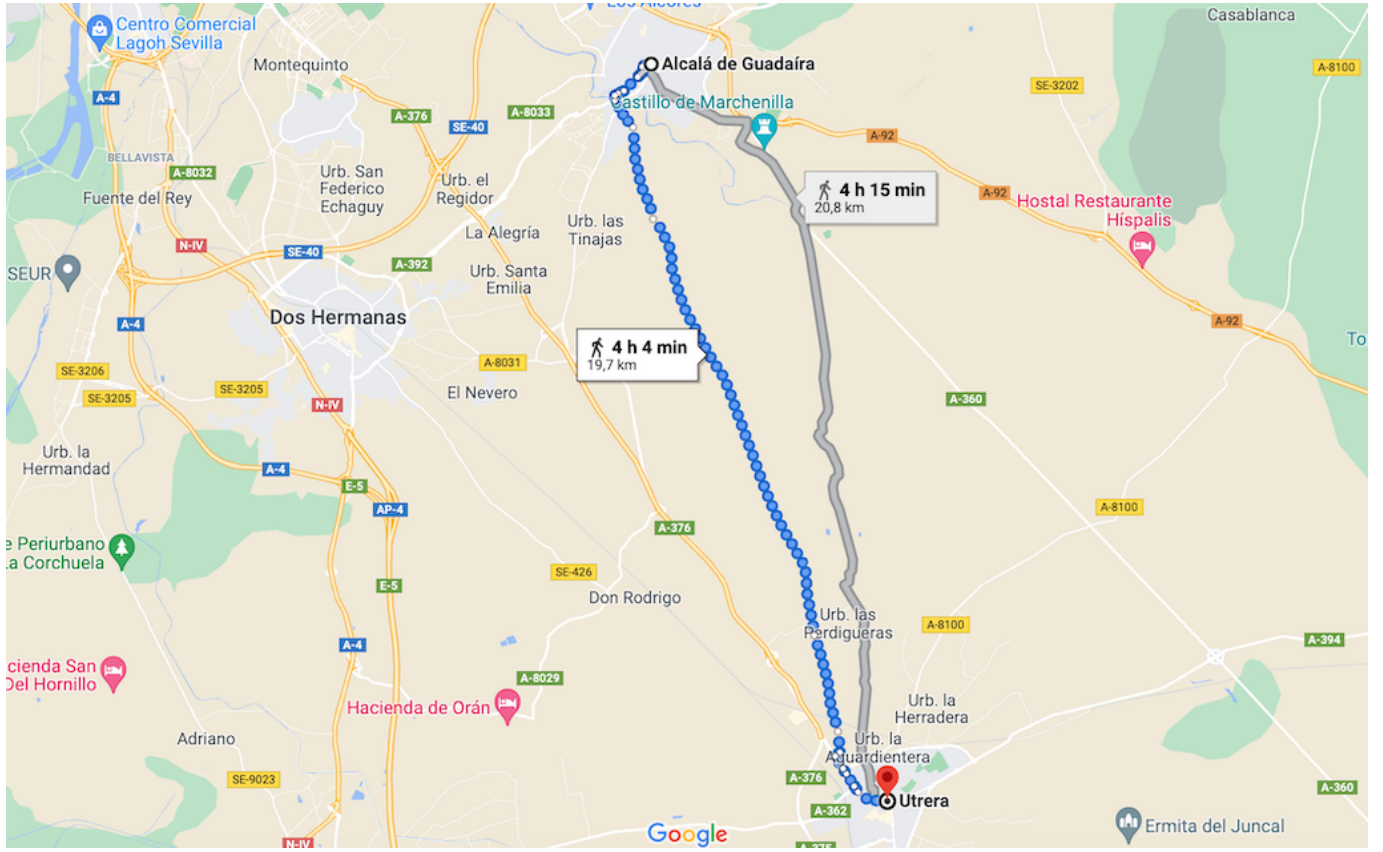 Los Alcores
Centro Comercial
Lagoh Sevilla
Casablanca
Montequinto
Alcalá de Guadaíra
A-8100
SE-3202
A-4
Castillo de Marchenilla
A-376
A-8033
SE-40
A-92
BELLAVISTA
A-8032
Urb. San
Federico
Echaguy
Urb. el
Regidor
4 h 15 min
20,8 km
A-92
Fuente del Rey
Hostal Restaurante
Híspalis
Urb. las
Tinajas
La Alegría
N-IV
SE-40
A-392
SEUR
Urb. Santa
Emilia
Dos Hermanas
A-4
A-92
To
4 h 4 min
19,7 km
A-8031
SE-3206
SE-3205
SE-3205
El Nevero
A-360
N-IV
Urb. la
Hermandad
A-4
E-5
AP-4
A-8100
A-376
e Periurbano
La Corchuela
SE-426
E-5
Don Rodrigo
Urb. las
Perdigueras
A-8100
A-394
A-4
cienda San
Del Hornillo
A-8029
Hacienda de Orán
Urb. la
Herradera
Adriano
Urb. la
Aguardientera
SE-9023
A-376
A-360
Utrera
A-362
Google
Ermita del Juncal
N-IV
A-375